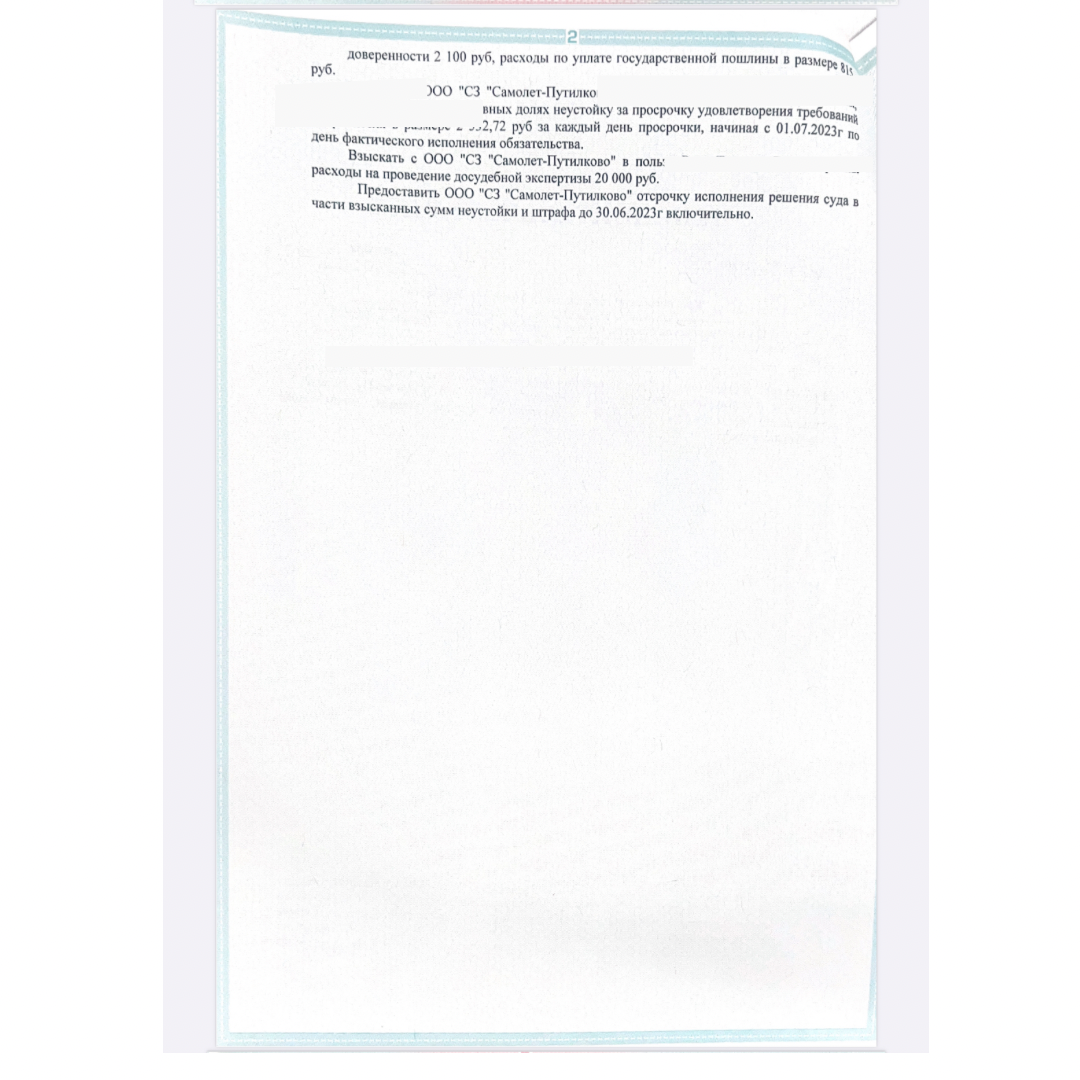 2
доверенности 2 100 руб, расходы по уплате государственной пошлины в размере
руб.
ООО "СЗ "Самолет-Путилко
вных долях неустойку за просрочку удовлетворения требований
руб за каждый день просрочки, начиная с 01.07.2023г по
день фактического исполнения обязательства.
Взыскать с ООО "СЗ "Самолет-Путилково" в
расходы на проведение досудебной экспертизы 20 000 руб.
Предоставить ООО "СЗ "Самолет-Путилково" отсрочку исполнения решения суда в
части взысканных сумм неустойки и штрафа до 30.06.2023г включительно.